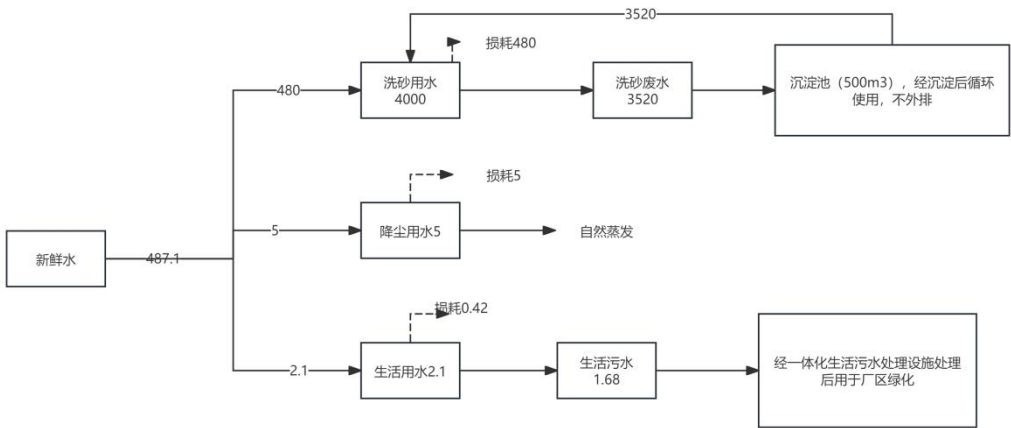 3520
损耗480
洗砂用水
4000
洗砂废水
3520
沉淀池（500m3），经沉淀后循环
使用，不外排
480
损耗5
5
降尘用水5
自然蒸发
新鲜水
487.1
损耗0.42
2.1
生活用水2.1
生活污水
1.68
经一体化生活污水处理设施处理
后用于厂区绿化